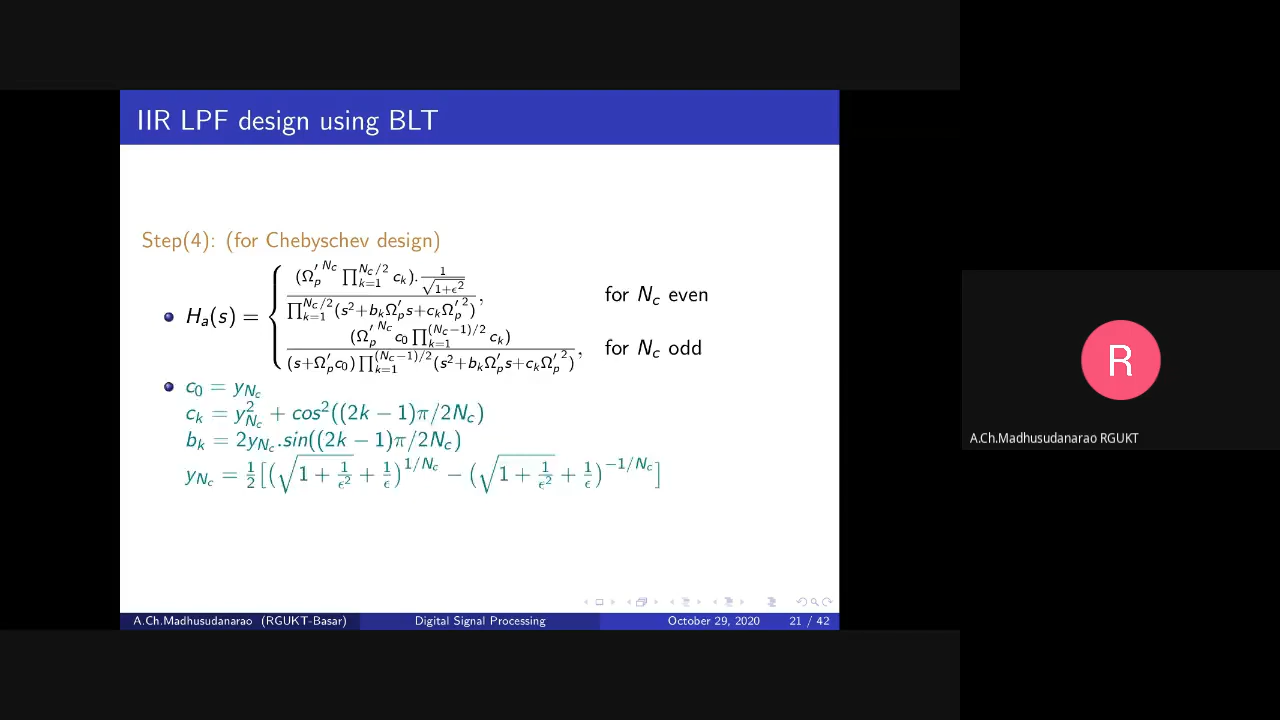 IIR LPF design using BLT
Step(4): (for Chebyschev design)
H_a(s) = { (Ω′_p^{N_c} ∏_{k=1}^{N_c/2} c_k).1/√(1+ϵ²) / ∏_{k=1}^{N_c/2}(s²+b_kΩ′_p s+c_kΩ′_p²), for N_c even
(Ω′_p^{N_c} c_0 ∏_{k=1}^{(N_c−1)/2} c_k) / (s+Ω′_p c_0)∏_{k=1}^{(N_c−1)/2}(s²+b_kΩ′_p s+c_kΩ′_p²), for N_c odd
c_0 = y_{N_c}
c_k = y²_{N_c} + cos²((2k − 1)π/2N_c)
b_k = 2y_{N_c}.sin((2k − 1)π/2N_c)
y_{N_c} = 1/2[(√(1 + 1/ϵ²) + 1/ϵ)^{1/N_c} − (√(1 + 1/ϵ²) + 1/ϵ)^{−1/N_c}]
A.Ch.Madhusudanarao (RGUKT-Basar) Digital Signal Processing October 29, 2020 21 / 42
R
A.Ch.Madhusudanarao RGUKT